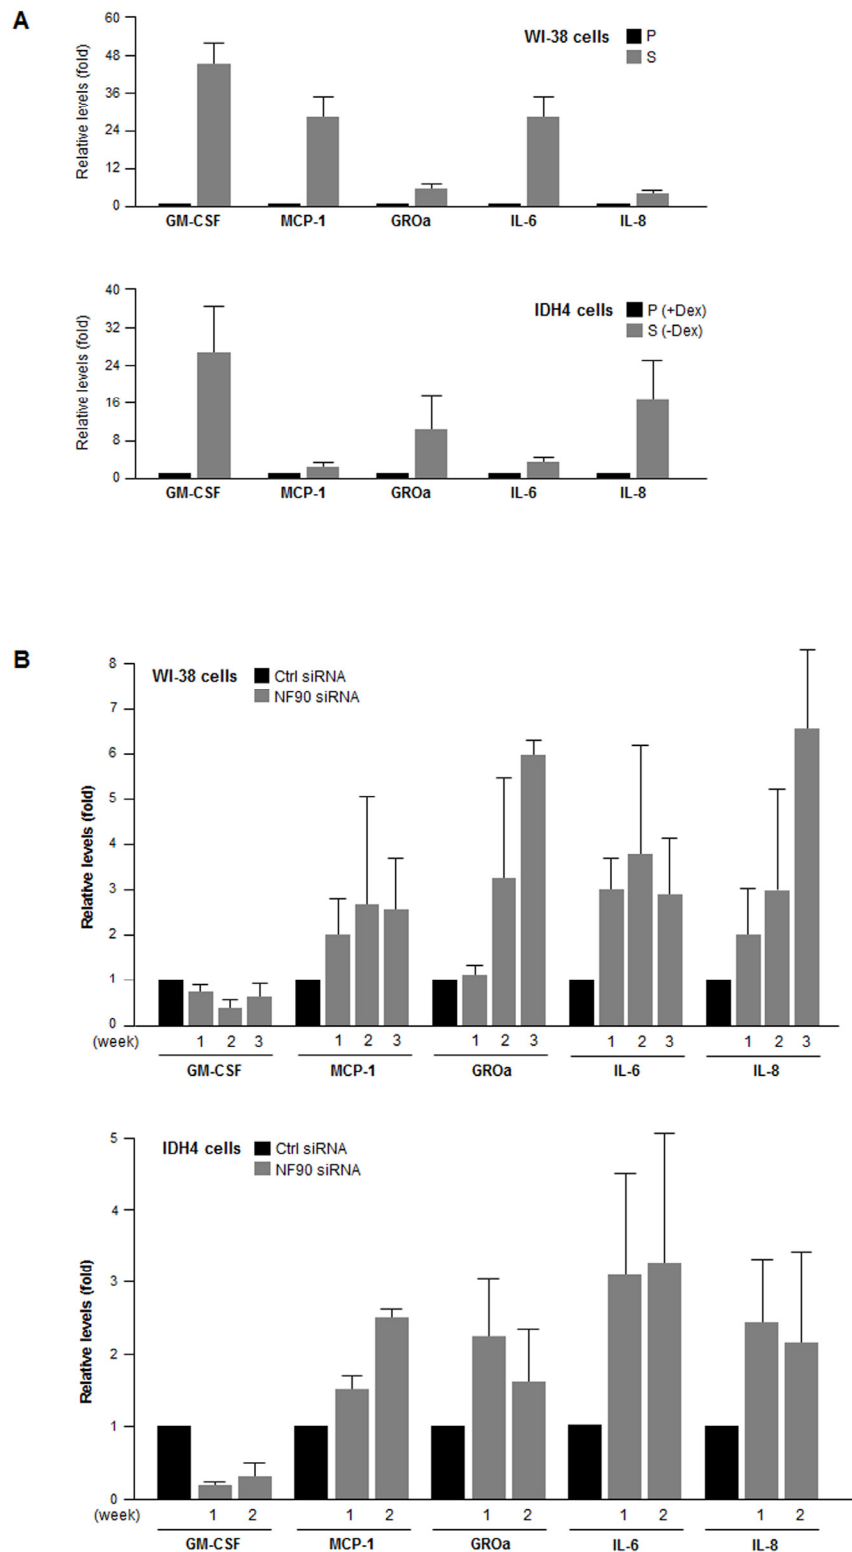 A
60
48
36
24
12
0
Relative levels (fold)
WI-38 cells
P
S
GM-CSF MCP-1 GROa IL-6 IL-8
40
32
24
16
8
0
Relative levels (fold)
IDH4 cells
P (+Dex)
S (-Dex)
GM-CSF MCP-1 GROa IL-6 IL-8
B
8
7
6
5
4
3
2
1
0
Relative levels (fold)
WI-38 cells
Ctrl siRNA
NF90 siRNA
(week) 1 2 3 1 2 3 1 2 3 1 2 3 1 2 3
GM-CSF MCP-1 GROa IL-6 IL-8
5
4
3
2
1
0
Relative levels (fold)
IDH4 cells
Ctrl siRNA
NF90 siRNA
(week) 1 2 1 2 1 2 1 2 1 2
GM-CSF MCP-1 GROa IL-6 IL-8